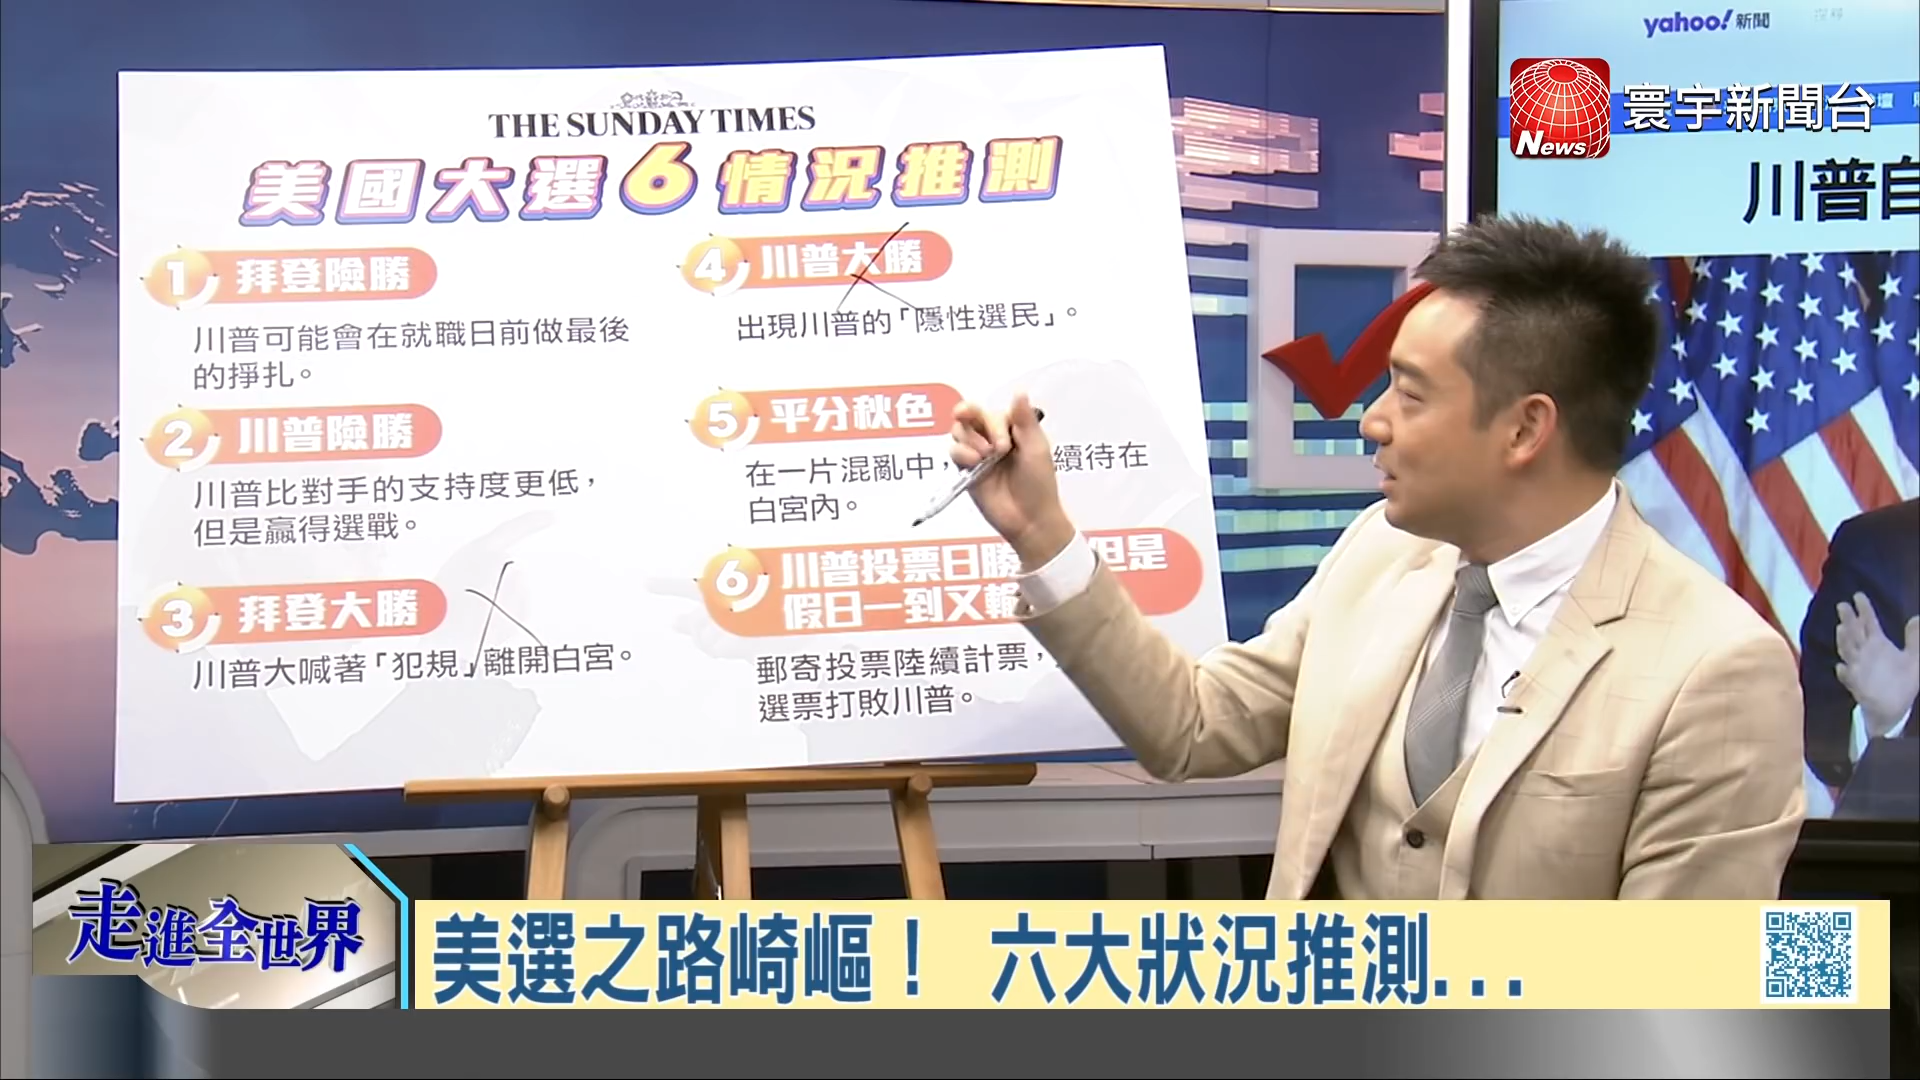 yahoo!新聞
寰宇新聞台
News
川普自
THE SUNDAY TIMES
美國大選6情況推測
1 拜登險勝
川普可能會在就職日前做最後
的掙扎。
2 川普險勝
川普比對手的支持度更低，
但是贏得選戰。
3 拜登大勝
川普大喊著「犯規」離開白宮。
4 川普大勝
出現川普的「隱性選民」。
5 平分秋色
在一片混亂中，
續待在
白宮內。
6 川普投票日勝
但是
假日一到又輸
郵寄投票陸續計票，
選票打敗川普。
走進全世界
美選之路崎嶇！ 六大狀況推測...